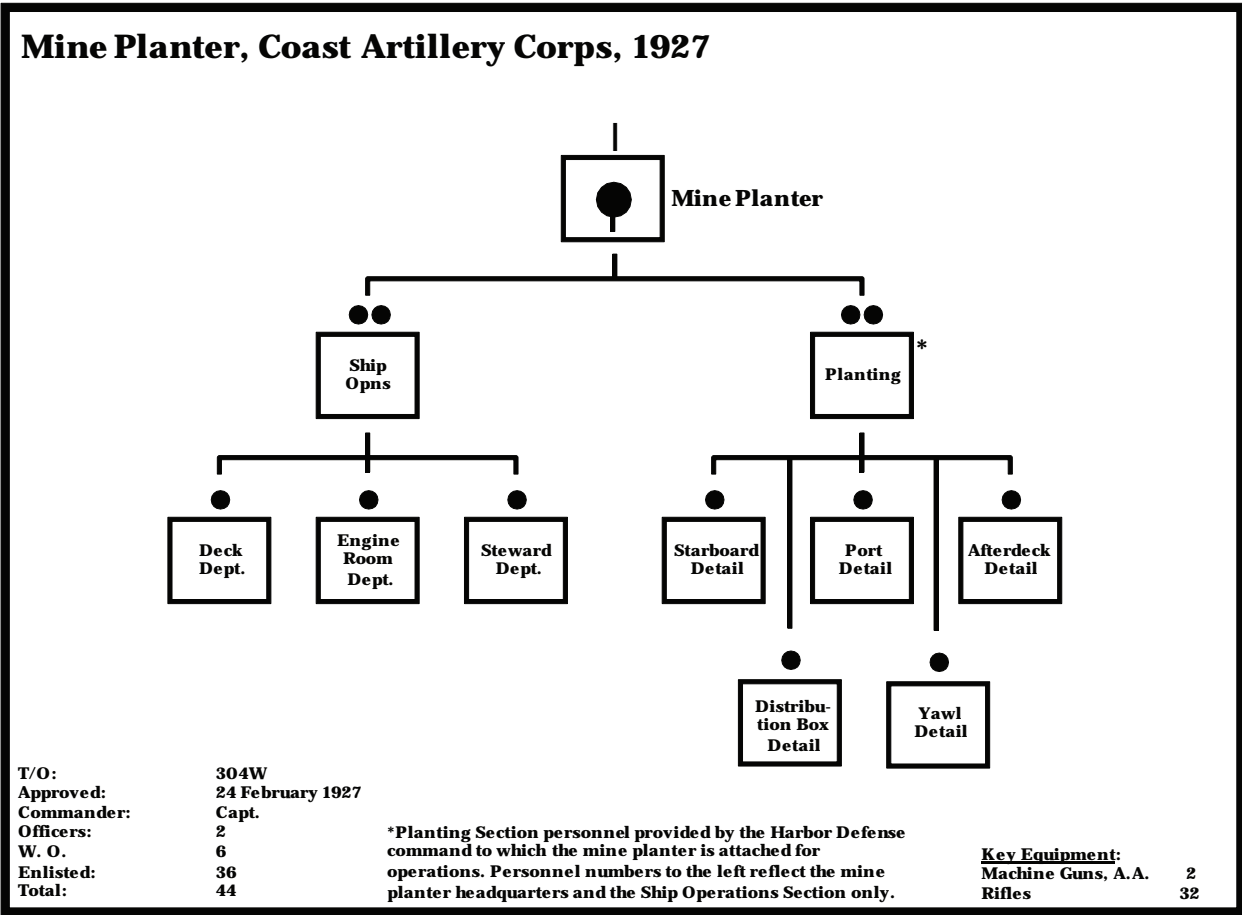 Mine Planter, Coast Artillery Corps, 1927
Mine Planter
Ship
Opns
*
Planting
Deck
Dept.
Engine
Room
Dept.
Steward
Dept.
Starboard
Detail
Port
Detail
Afterdeck
Detail
Distribu-
tion Box
Detail
Yawl
Detail
T/O: 304W
Approved: 24 February 1927
Commander: Capt.
Officers: 2
W. O. 6
Enlisted: 36
Total: 44
*Planting Section personnel provided by the Harbor Defense
command to which the mine planter is attached for
operations. Personnel numbers to the left reflect the mine
planter headquarters and the Ship Operations Section only.
Key Equipment:
Machine Guns, A.A. 2
Rifles 32